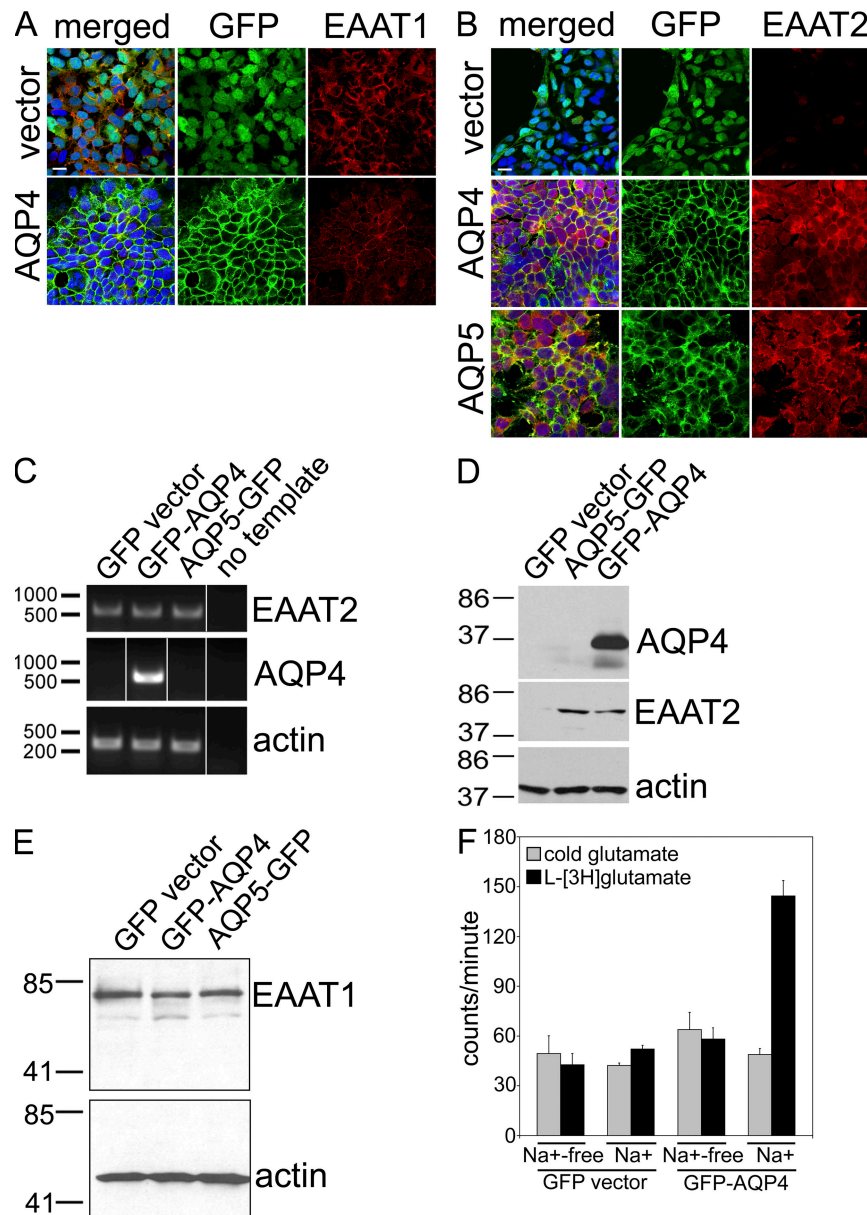 A merged GFP EAAT1
vector
AQP4
B merged GFP EAAT2
vector
AQP4
AQP5
C
GFP vector
GFP-AQP4
AQP5-GFP
no template
1000
500
EAAT2
1000
500
AQP4
500
200
actin
D
GFP vector
AQP5-GFP
GFP-AQP4
86
37
AQP4
86
37
EAAT2
86
37
actin
E
GFP vector
GFP-AQP4
AQP5-GFP
85
41
EAAT1
85
41
actin
F
counts/minute
180
150
120
90
60
30
0
cold glutamate
L-[3H]glutamate
Na+-free Na+ Na+-free Na+
GFP vector GFP-AQP4